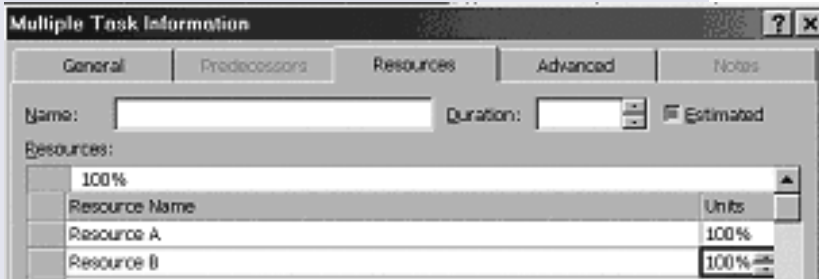 Multiple Task Information
General Predecessors Resources Advanced Notes
Name: Duration: Estimated
Resources:
100%
Resource Name Units
Resource A 100%
Resource B 100%